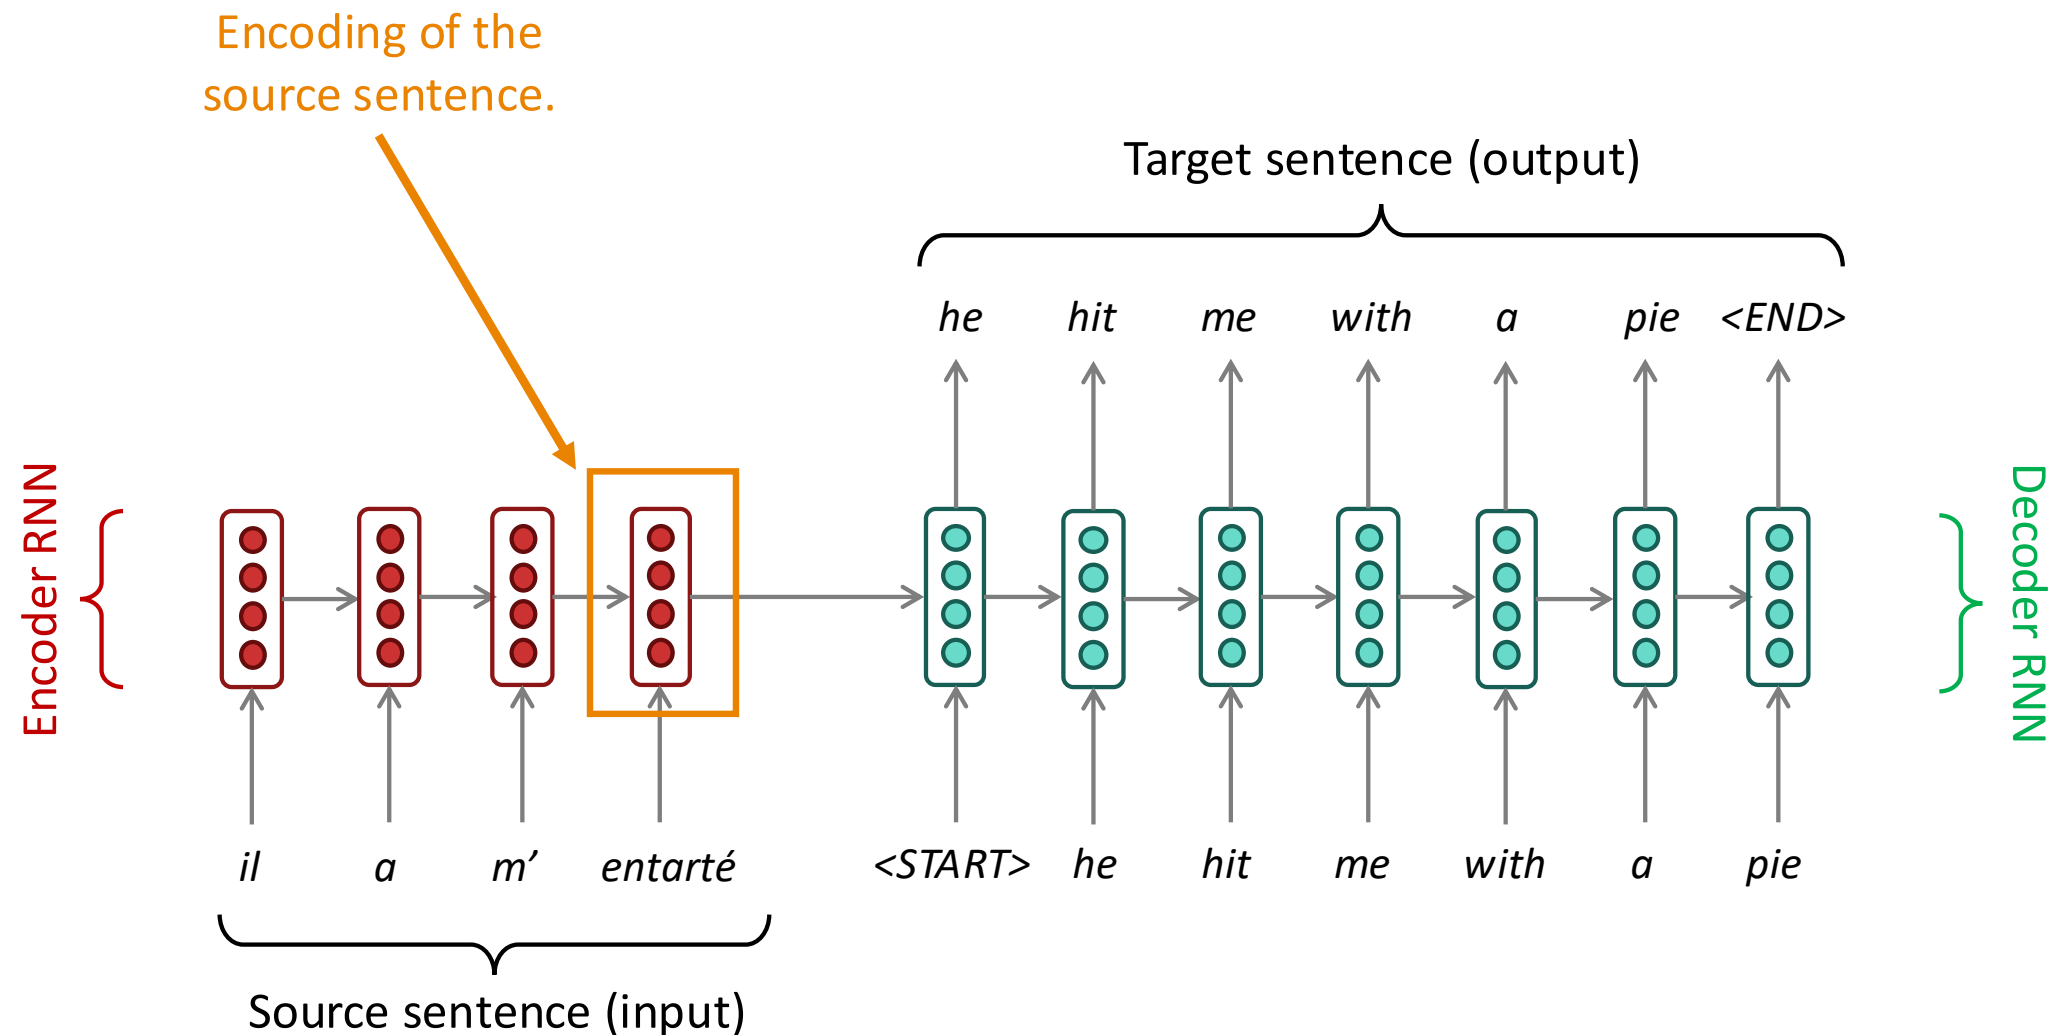 Encoding of the
source sentence.
Target sentence (output)
he hit me with a pie <END>
Encoder RNN
Decoder RNN
il a m’ entarté <START> he hit me with a pie
Source sentence (input)